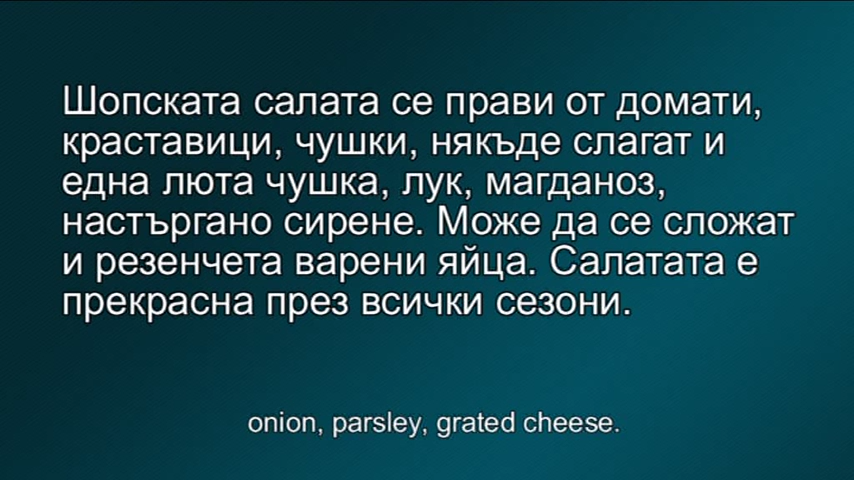 Шопската салата се прави от домати,
краставици, чушки, някъде слагат и
една люта чушка, лук, магданоз,
настъргано сирене. Може да се сложат
и резенчета варени яйца. Салатата е
прекрасна през всички сезони.
onion, parsley, grated cheese.